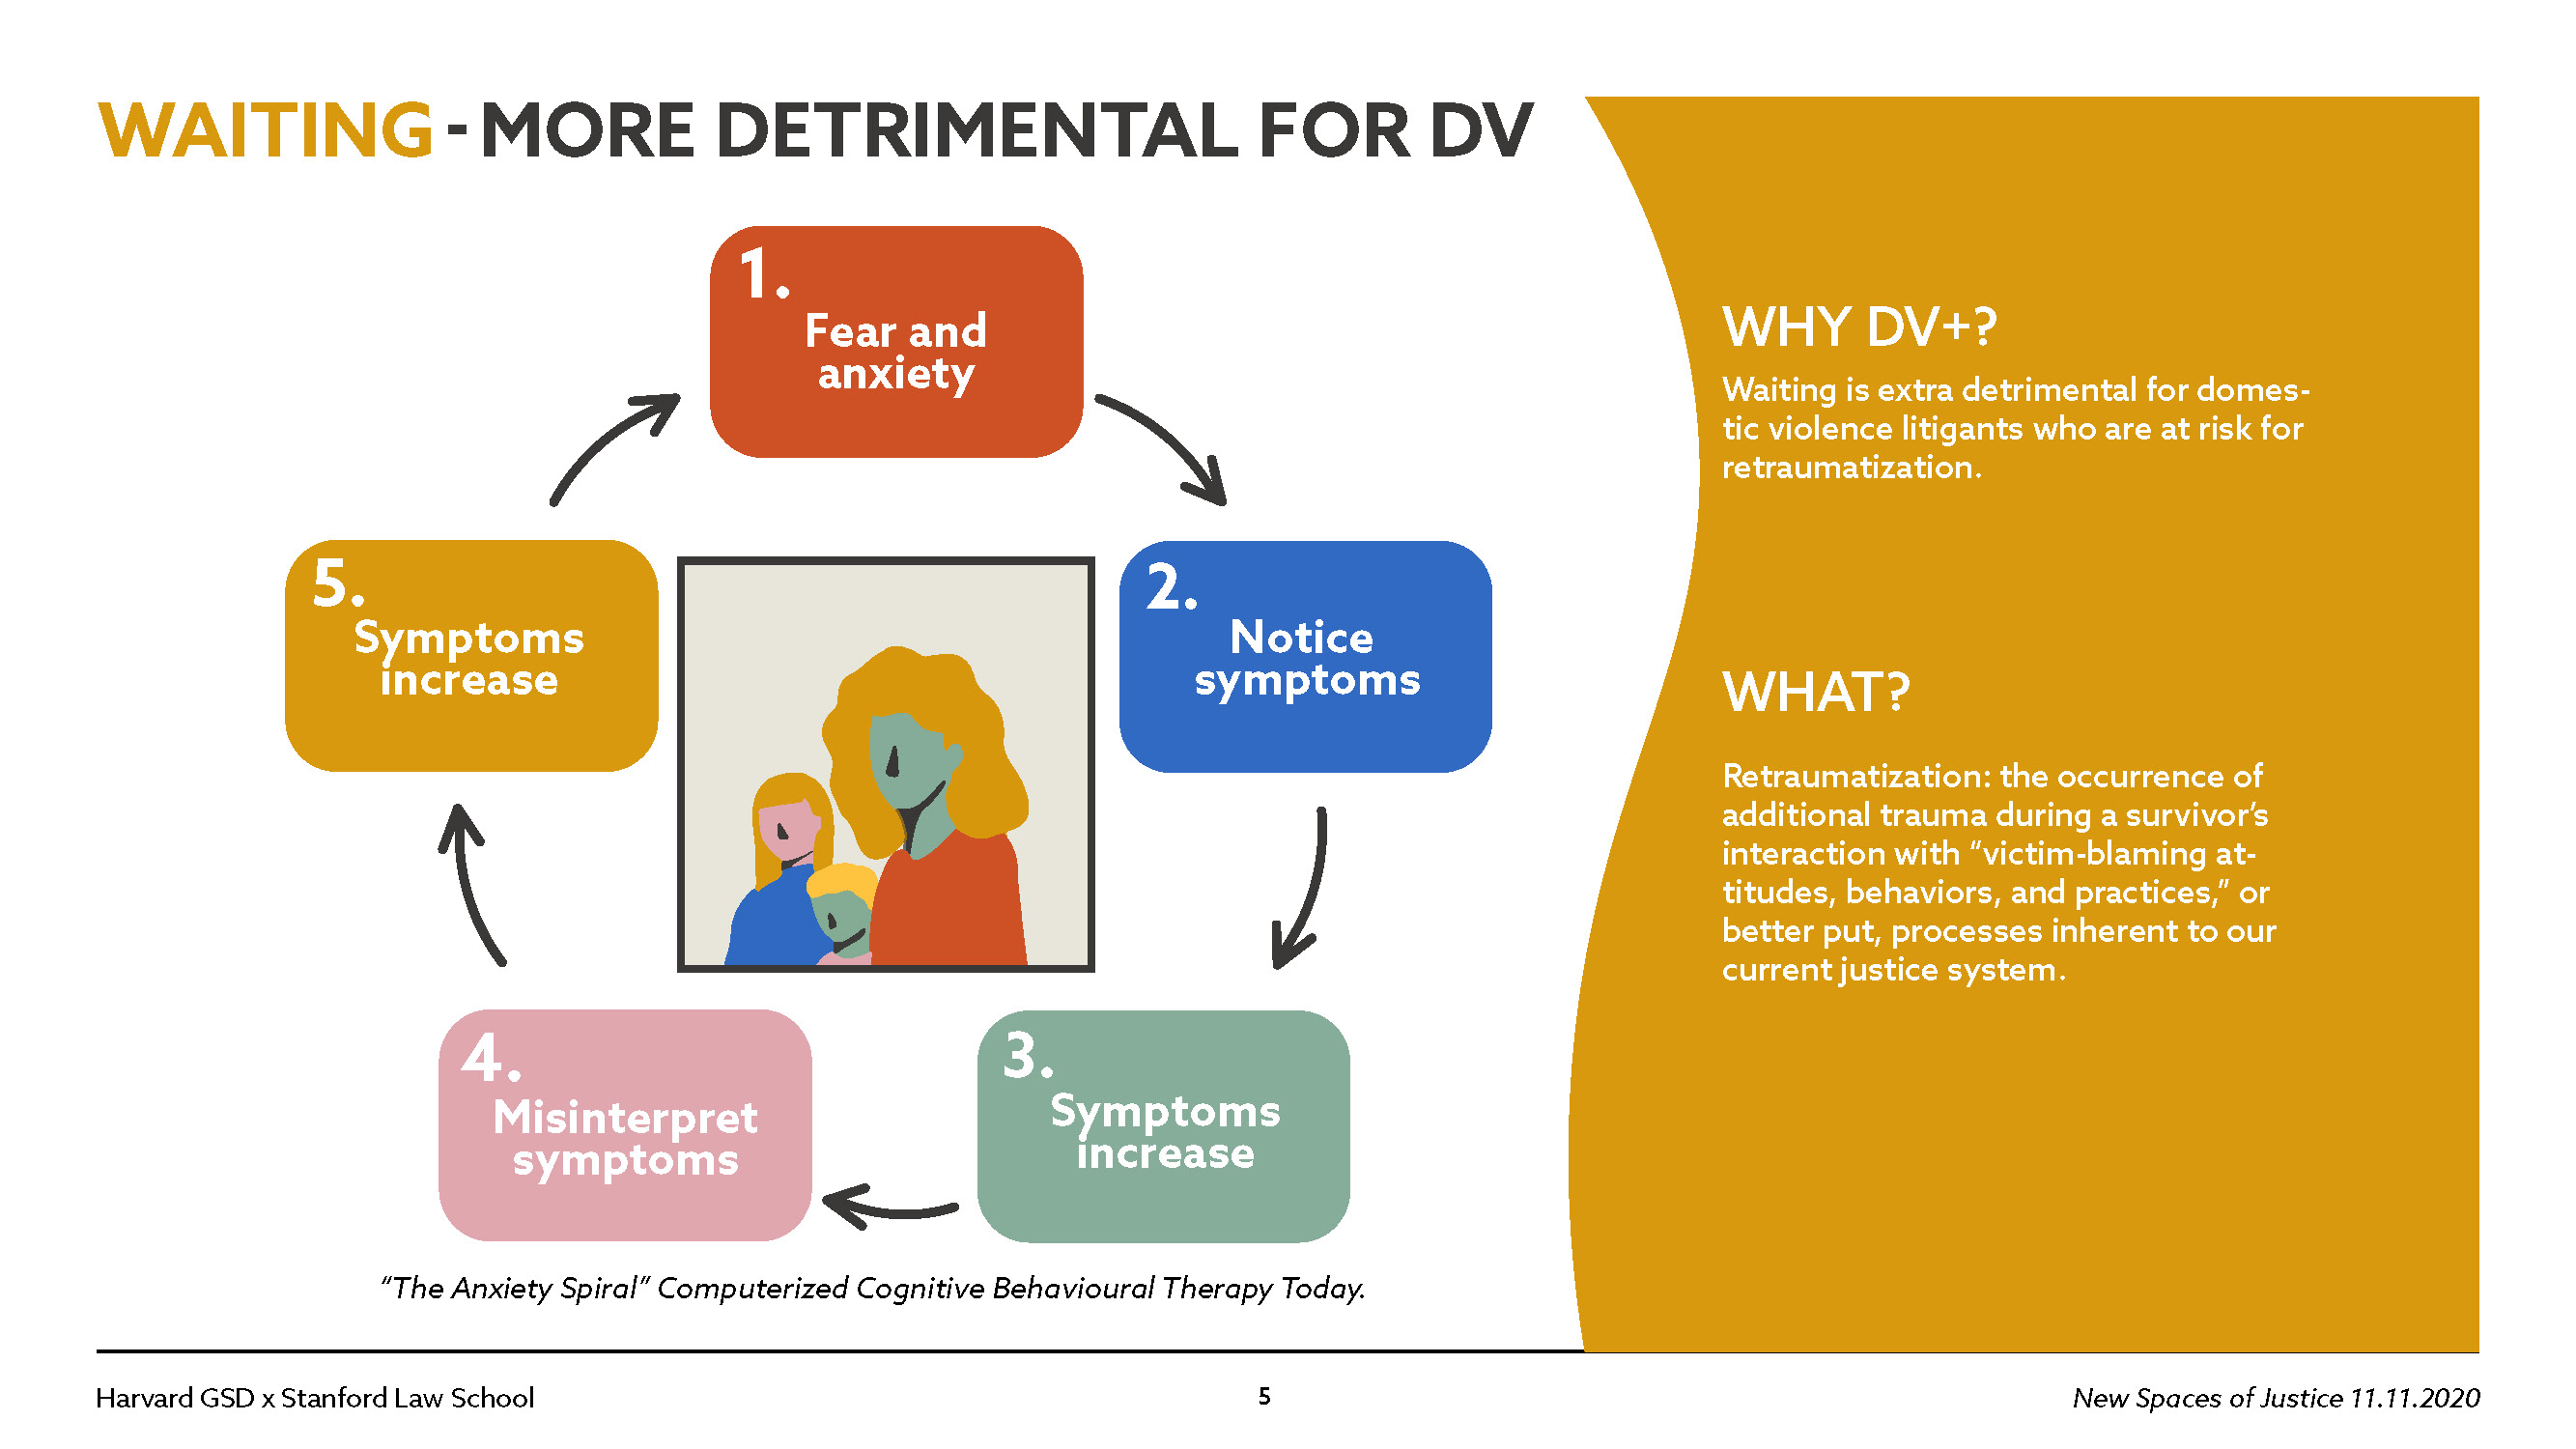 WAITING - MORE DETRIMENTAL FOR DV
1.
Fear and
anxiety
2.
Notice
symptoms
3.
Symptoms
increase
4.
Misinterpret
symptoms
5.
Symptoms
increase
“The Anxiety Spiral” Computerized Cognitive Behavioural Therapy Today.
WHY DV+?
Waiting is extra detrimental for domes-
tic violence litigants who are at risk for
retraumatization.
WHAT?
Retraumatization: the occurrence of
additional trauma during a survivor’s
interaction with “victim-blaming at-
titudes, behaviors, and practices,” or
better put, processes inherent to our
current justice system.
Harvard GSD x Stanford Law School
5
New Spaces of Justice 11.11.2020